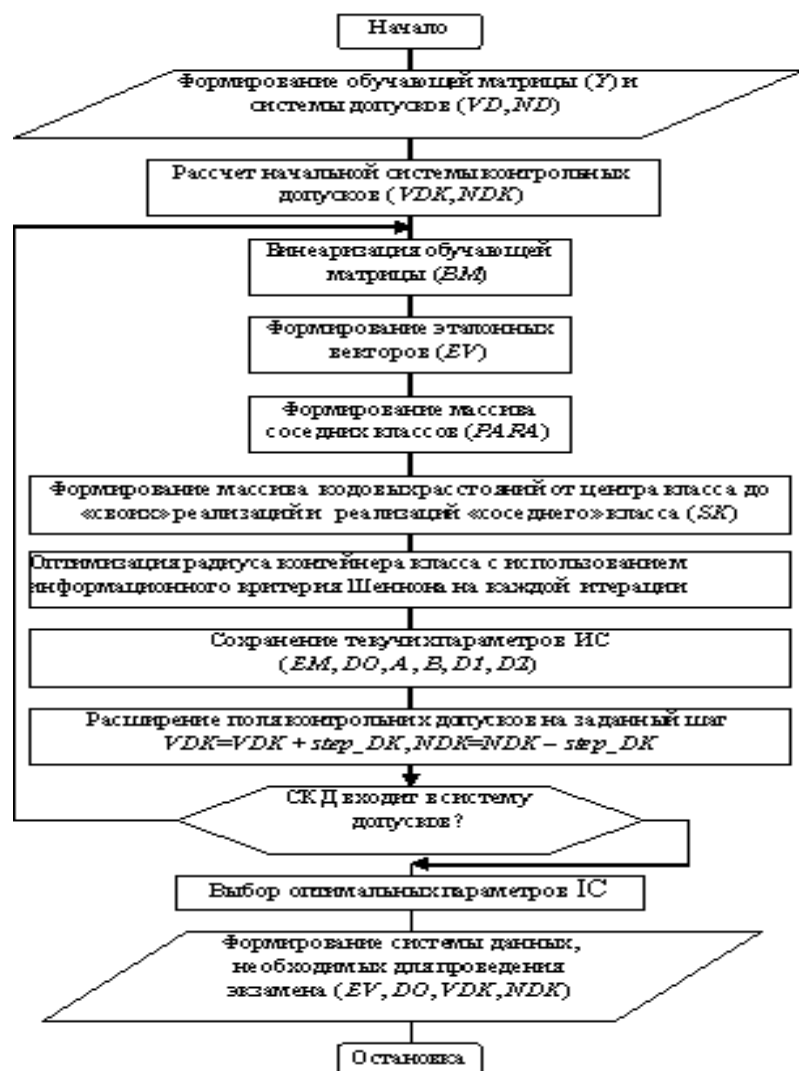 Начало
Формирование обучающей матрицы (Y) и
системы допусков (VD, ND)
Рассчет начальной системы контрольных
допусков (VDK, NDK)
Винеаризация обучающей
матрицы (BM)
Формирование эталонных
векторов (EV)
Формирование массива
соседних классов (PARA)
Формирование массива кодовых расстояний от центра класса до
«своих» реализаций и реализаций «соседнего» класса (SK)
Оптимизация радиуса контейнера класса с использованием
информационного критерия Шеннона на каждой итерации
Сохранение текучих параметров ИС
(EM, DO, A, B, D1, D2)
Расширение поля контрольних допусков на заданный шаг
VDK=VDK + step_DK, NDK=NDK – step_DK
СКД входит в систему
допусков?
Выбор оптимальных параметров IC
Формирование системы данных,
необходимых для проведения
экзамена (EV, DO, VDK, NDK)
Остановка